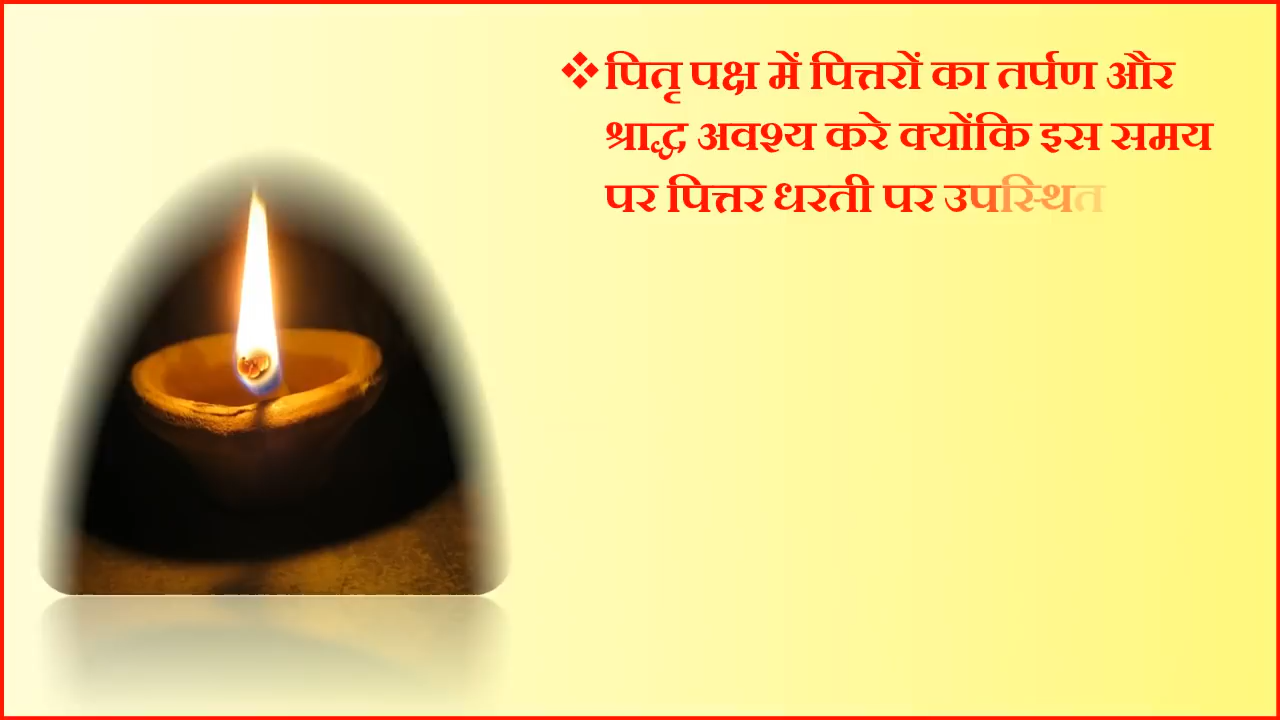 ❖पितृ पक्ष में पित्तरों का तर्पण और
श्राद्ध अवश्य करे क्योंकि इस समय
पर पित्तर धरती पर उपस्थित